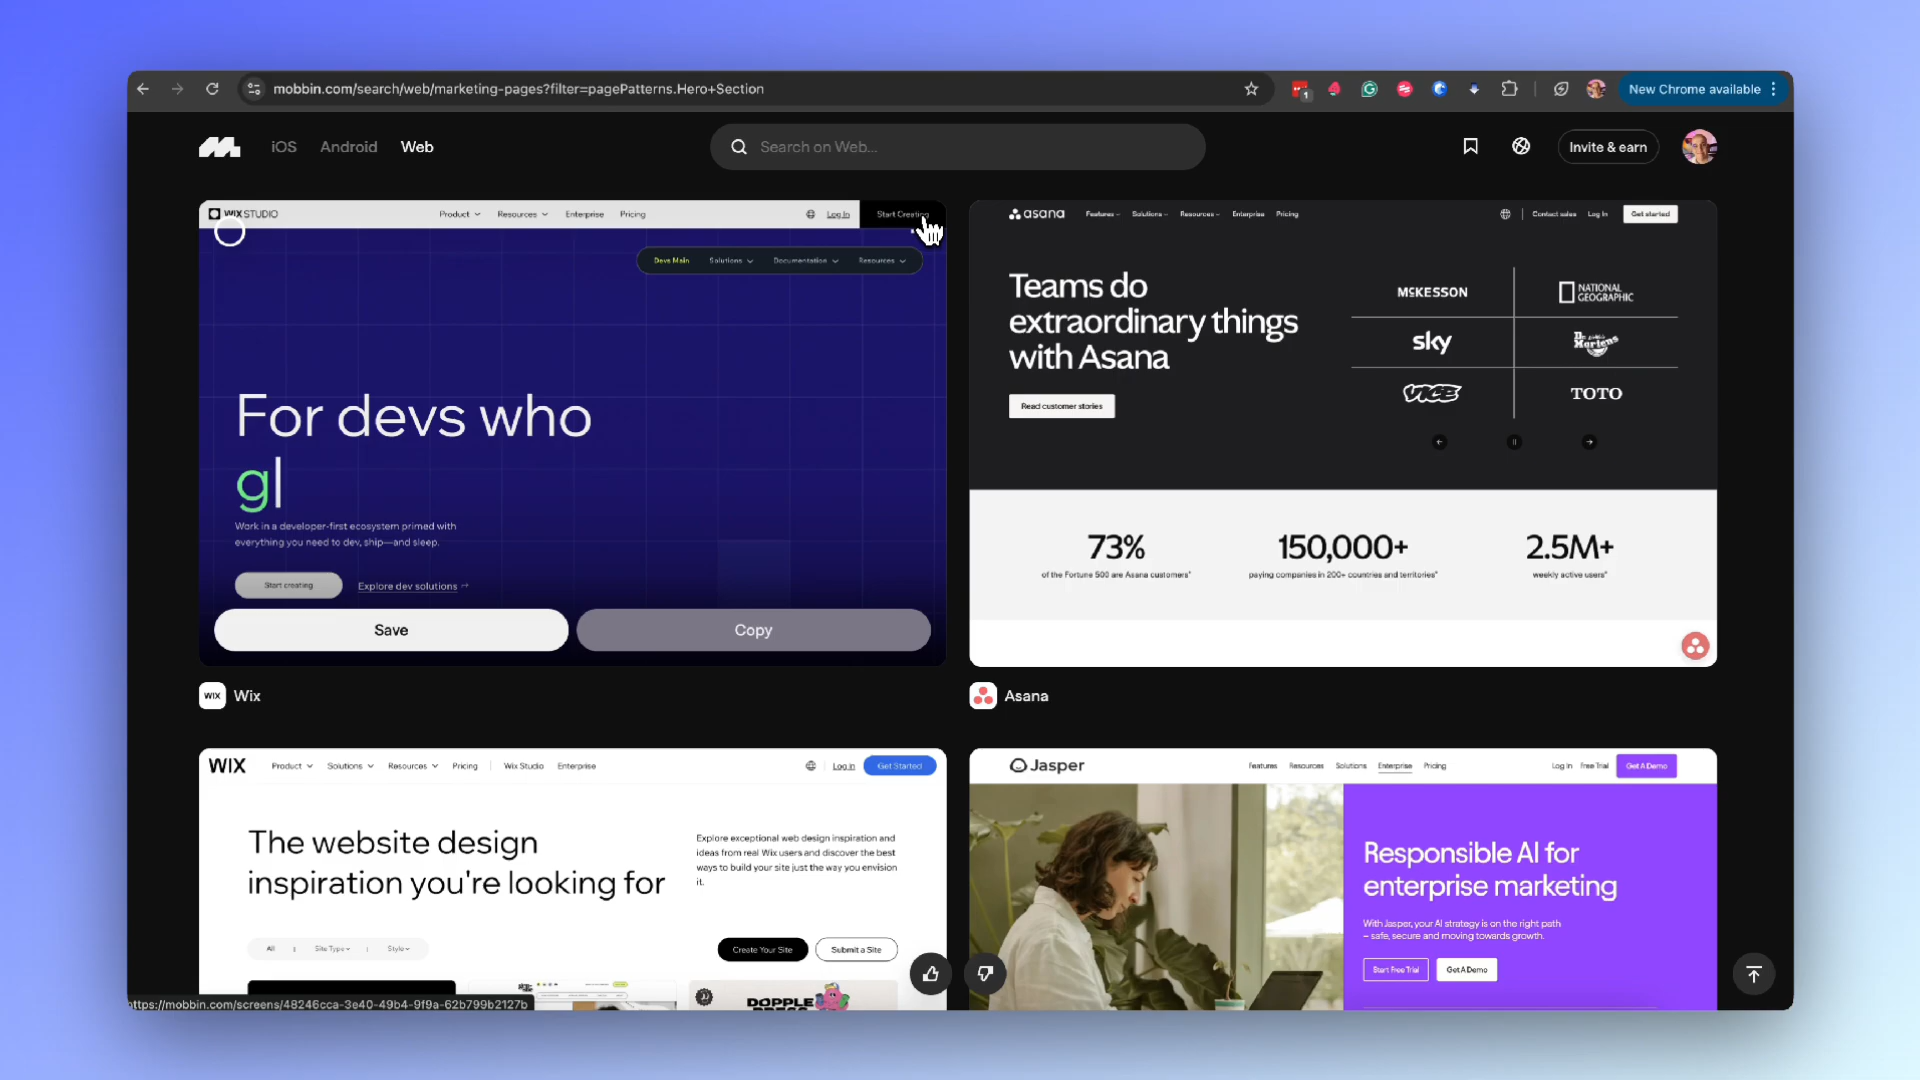 mobbin.com/search/web/marketing-pages?filter=pagePatterns.Hero+Section
1
New Chrome available
iOS
Android
Web
Search on Web...
Invite & earn
WIX STUDIO
Product
Resources
Enterprise
Pricing
Log In
Start Creating
Devs Main
Solutions
Documentation
Resources
For devs who
gl
Work in a developer-first ecosystem primed with
everything you need to dev, ship—and sleep.
Start creating
Explore dev solutions
Save
Copy
WIX
Wix
asana
Features
Solutions
Resources
Enterprise
Pricing
Contact sales
Log In
Get started
Teams do
extraordinary things
with Asana
Read customer stories
MCKESSON
NATIONAL
GEOGRAPHIC
sky
Dr. Martens
VICE
TOTO
73%
of the Fortune 500 are Asana customers*
150,000+
paying companies in 200+ countries and territories*
2.5M+
weekly active users*
Asana
WIX
Product
Solutions
Resources
Pricing
Wix Studio
Enterprise
Log In
Get Started
The website design
inspiration you're looking for
Explore exceptional web design inspiration and
ideas from real Wix users and discover the best
ways to build your site just the way you envision
it.
All
Site Type
Style
Create Your Site
Submit a Site
DOPPLE
PRESS
https://mobbin.com/screens/48246cca-3e40-49b4-9f9a-62b799b2127b
Jasper
Features
Resources
Solutions
Enterprise
Pricing
Log In
Free Trial
Get A Demo
Responsible AI for
enterprise marketing
With Jasper, your AI strategy is on the right path
– safe, secure and moving towards growth.
Start Free Trial
Get A Demo